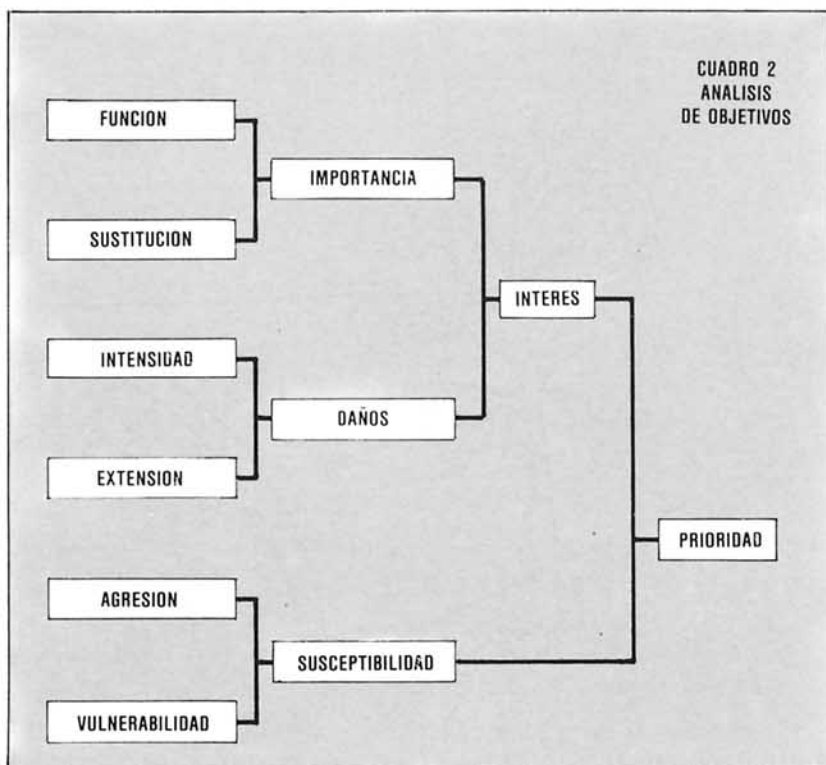 CUADRO 2
ANALISIS
DE OBJETIVOS
FUNCION
IMPORTANCIA
SUSTITUCION
INTERES
INTENSIDAD
DAÑOS
EXTENSION
PRIORIDAD
AGRESION
SUSCEPTIBILIDAD
VULNERABILIDAD